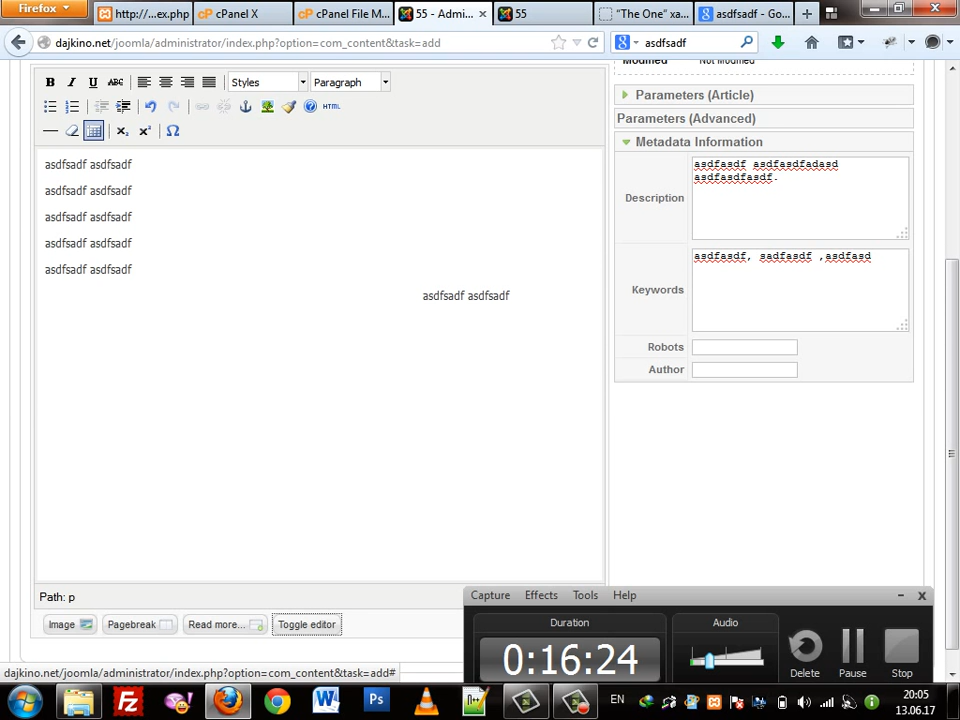 Firefox
http://...ex.php
cPanel X
cPanel File M...
55 - Admi...
55
"The One" xa...
asdfsadf - Go...
dajkino.net/joomla/administrator/index.php?option=com_content&task=add
asdfsadf
Modified
Not Modified
B I U ABC
Styles
Paragraph
HTML
Parameters (Article)
Parameters (Advanced)
Metadata Information
asdfsadf asdfsadf
asdfsadf asdfsadf
asdfsadf asdfsadf
asdfsadf asdfsadf
asdfsadf asdfsadf
asdfsadf asdfsadf
Description
asdfasdf asdfasdfadasd
asdfasdfasdf.
Keywords
asdfasdf, sadfasdf ,asdfasd
Robots
Author
Path: p
Image
Pagebreak
Read more...
Toggle editor
Capture
Effects
Tools
Help
Duration
Audio
0:16:24
Delete
Pause
Stop
dajkino.net/joomla/administrator/index.php?option=com_content&task=add#
EN
20:05
13.06.17